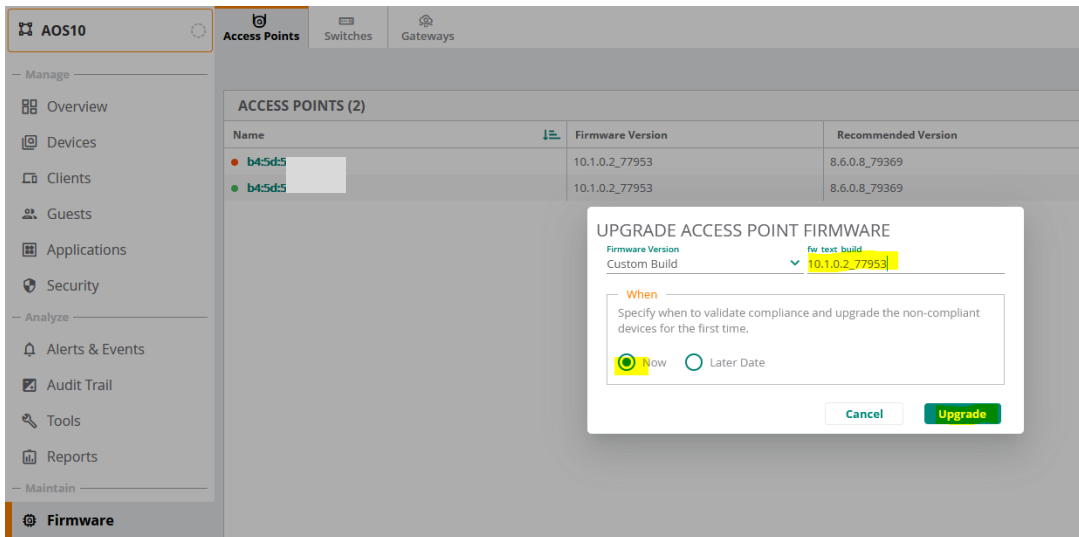 AOS10
Access Points
Switches
Gateways
Manage
Overview
Devices
Clients
Guests
Applications
Security
Analyze
Alerts & Events
Audit Trail
Tools
Reports
Maintain
Firmware
ACCESS POINTS (2)
Name Firmware Version Recommended Version
b4:5d:5 10.1.0.2_77953 8.6.0.8_79369
b4:5d:5 10.1.0.2_77953 8.6.0.8_79369
UPGRADE ACCESS POINT FIRMWARE
Firmware Version fw_text_build
Custom Build 10.1.0.2_77953
When
Specify when to validate compliance and upgrade the non-compliant
devices for the first time.
Now Later Date
Cancel Upgrade